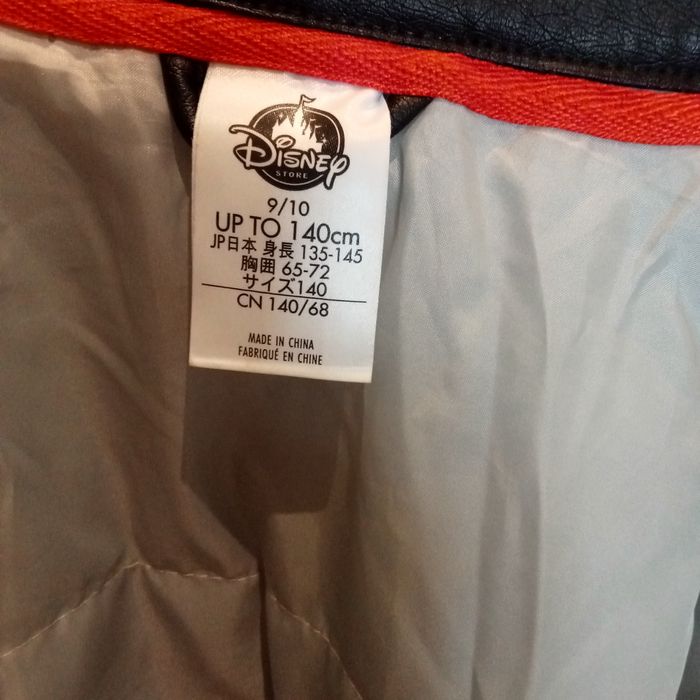 Disney
STORE
9/10
UP TO 140cm
JP日本 身長 135-145
胸囲 65-72
サイズ140
CN 140/68
MADE IN CHINA
FABRIQUÉ EN CHINE